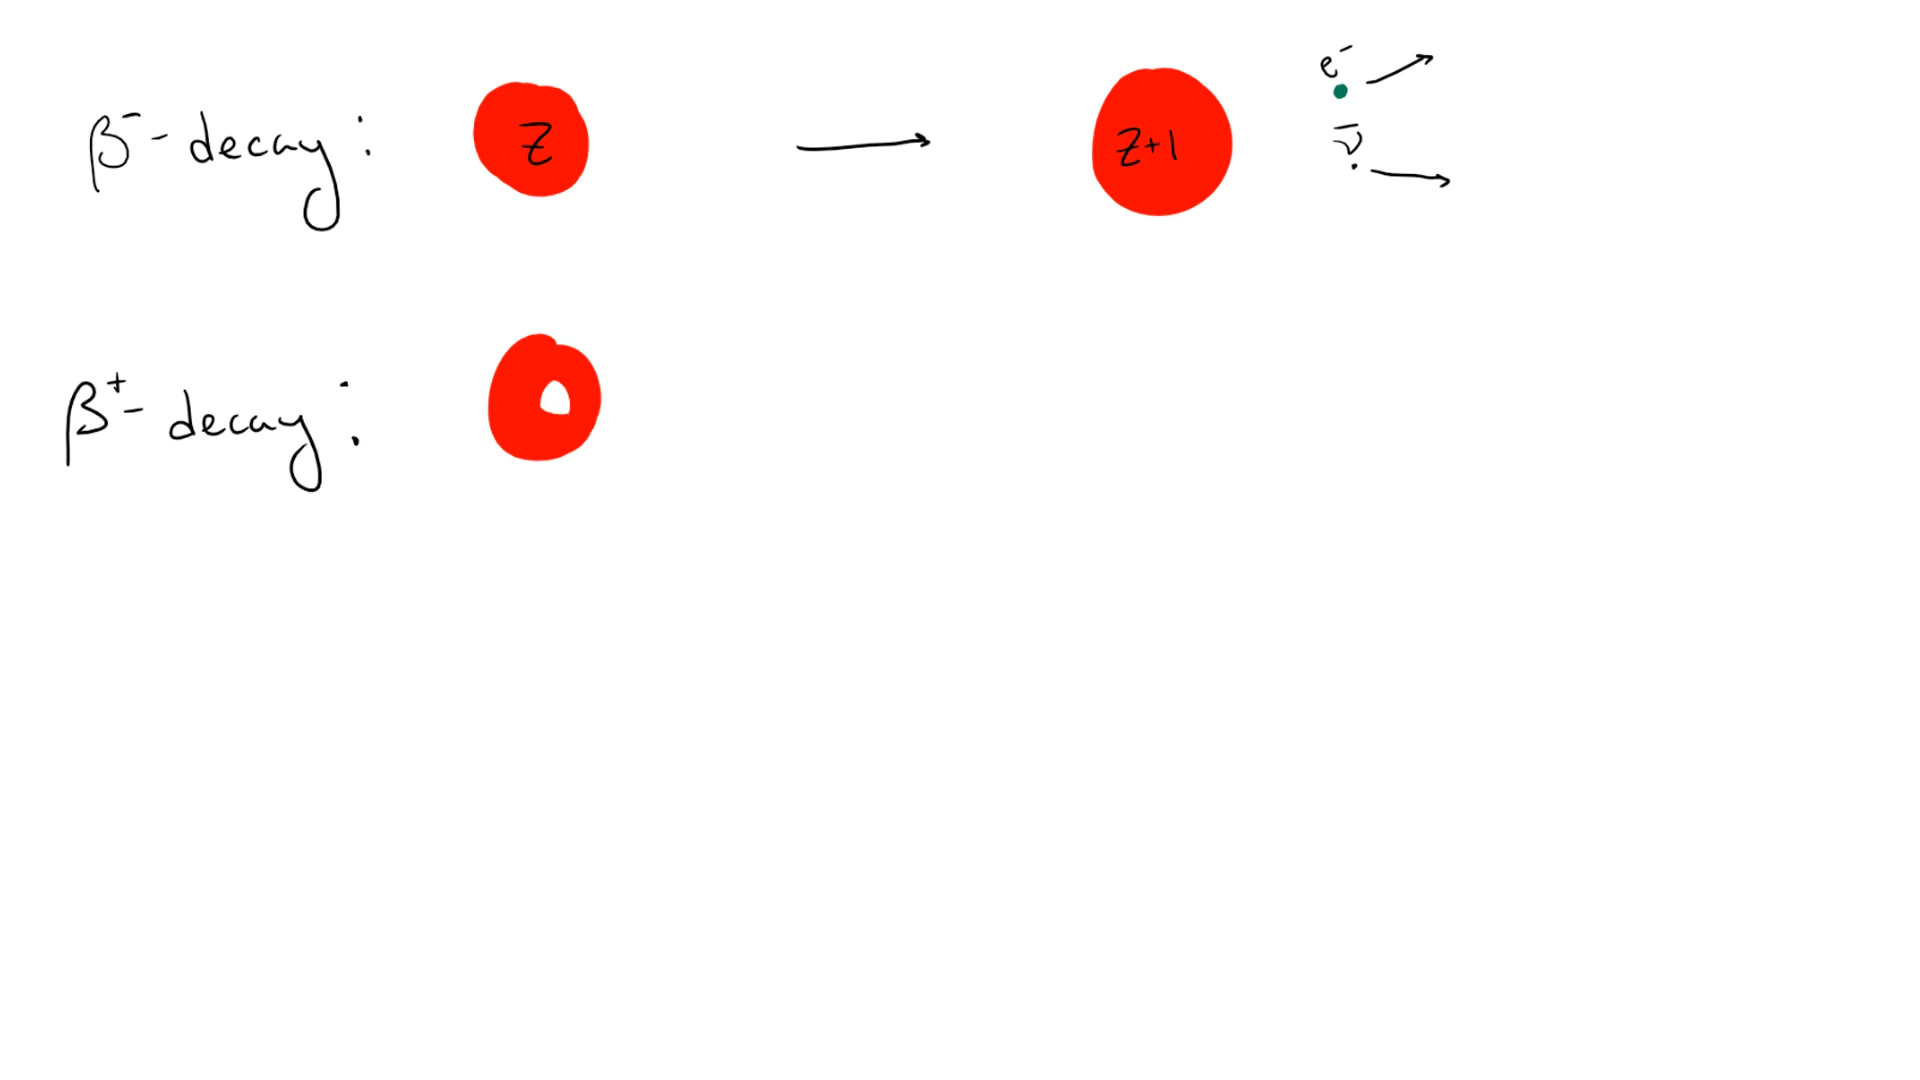 β⁻-decay: Z → Z+1 e⁻ ν̄
β⁺-decay: